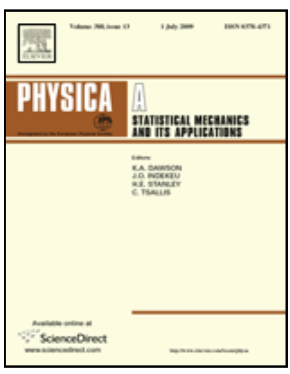 Volume 388, issue 13
1 July 2009
ISSN 0378-4371
ELSEVIER
PHYSICA
A
STATISTICAL MECHANICS
AND ITS APPLICATIONS
Editors:
K.A. DAWSON
J.O. INDEKEU
H.E. STANLEY
C. TSALLIS
Available online at
ScienceDirect
www.sciencedirect.com